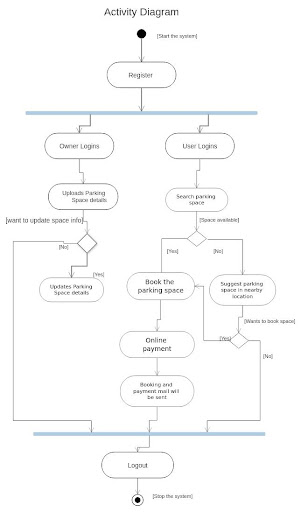 Activity Diagram
[Start the system]
Register
Owner Logins
User Logins
Uploads Parking
Space details
Search parking
space
[want to update space info]
[Space available]
[No]
[Yes]
[No]
[Yes]
Updates Parking
Space details
Book the
parking space
Suggest parking
space in nearby
location
[Wants to book space]
[Yes]
[No]
Online
payment
Booking and
payment mail will
be sent
Logout
[Stop the system]